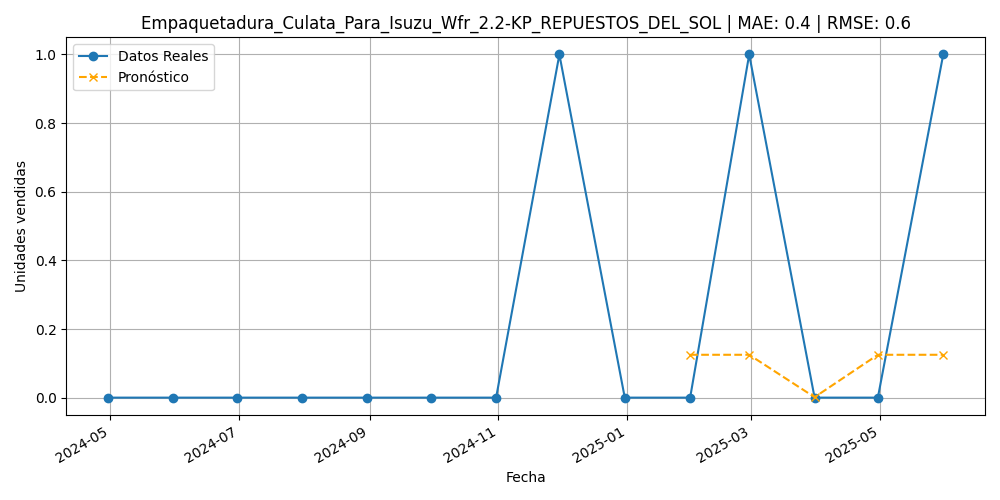 Empaquetadura_Culata_Para_Isuzu_Wfr_2.2-KP_REPUESTOS_DEL_SOL | MAE: 0.4 | RMSE: 0.6
Datos Reales
Pronóstico
Unidades vendidas
1.0
0.8
0.6
0.4
0.2
0.0
2024-05
2024-07
2024-09
2024-11
2025-01
2025-03
2025-05
Fecha